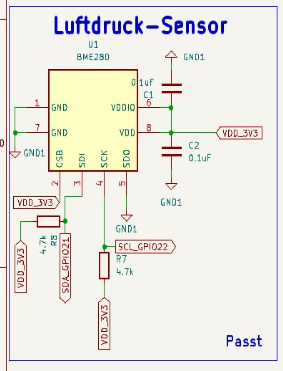 Luftdruck-Sensor
U1
BME280
GND1
0.1uF
C1
1 GND VDDIO 6
7 GND VDD 8
VDD_3V3
GND1
C2
0.1uF
CSB SDI SCK SDO
2 3 4 5
VDD_3V3
GND1
GND1
4.7k R8
SCL_GPIO22
R7
4.7k
VDD_3V3
SDA_GPIO21
VDD_3V3
Passt